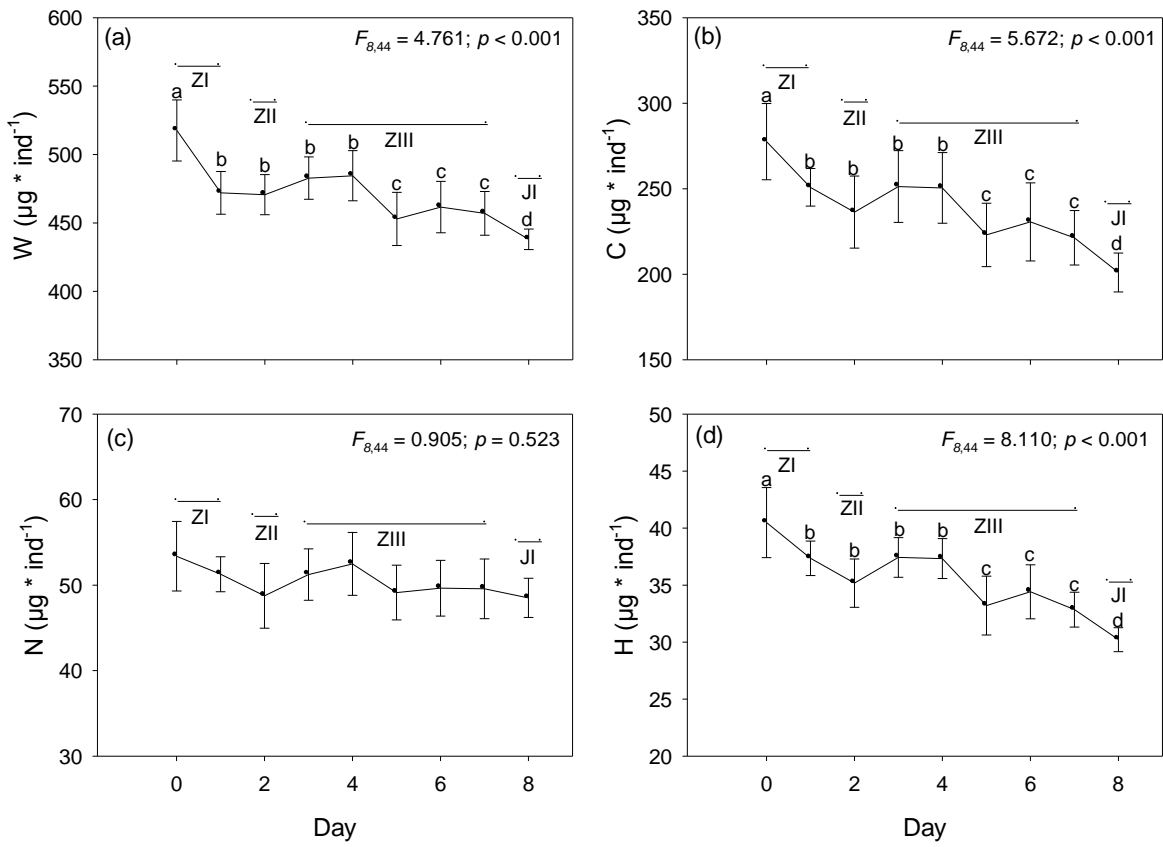 (a)
F8,44 = 4.761; p < 0.001
600
550
500
450
400
350
W (µg * ind-1)
ZI
ZII
ZIII
JI
a
b
b
b
b
c
c
c
d
(b)
F8,44 = 5.672; p < 0.001
350
300
250
200
150
C (µg * ind-1)
ZI
ZII
ZIII
JI
a
b
b
b
b
c
c
c
d
(c)
F8,44 = 0.905; p = 0.523
70
60
50
40
30
N (µg * ind-1)
ZI
ZII
ZIII
JI
0 2 4 6 8
Day
(d)
F8,44 = 8.110; p < 0.001
50
45
40
35
30
25
20
H (µg * ind-1)
ZI
ZII
ZIII
JI
a
b
b
b
b
c
c
c
d
0 2 4 6 8
Day